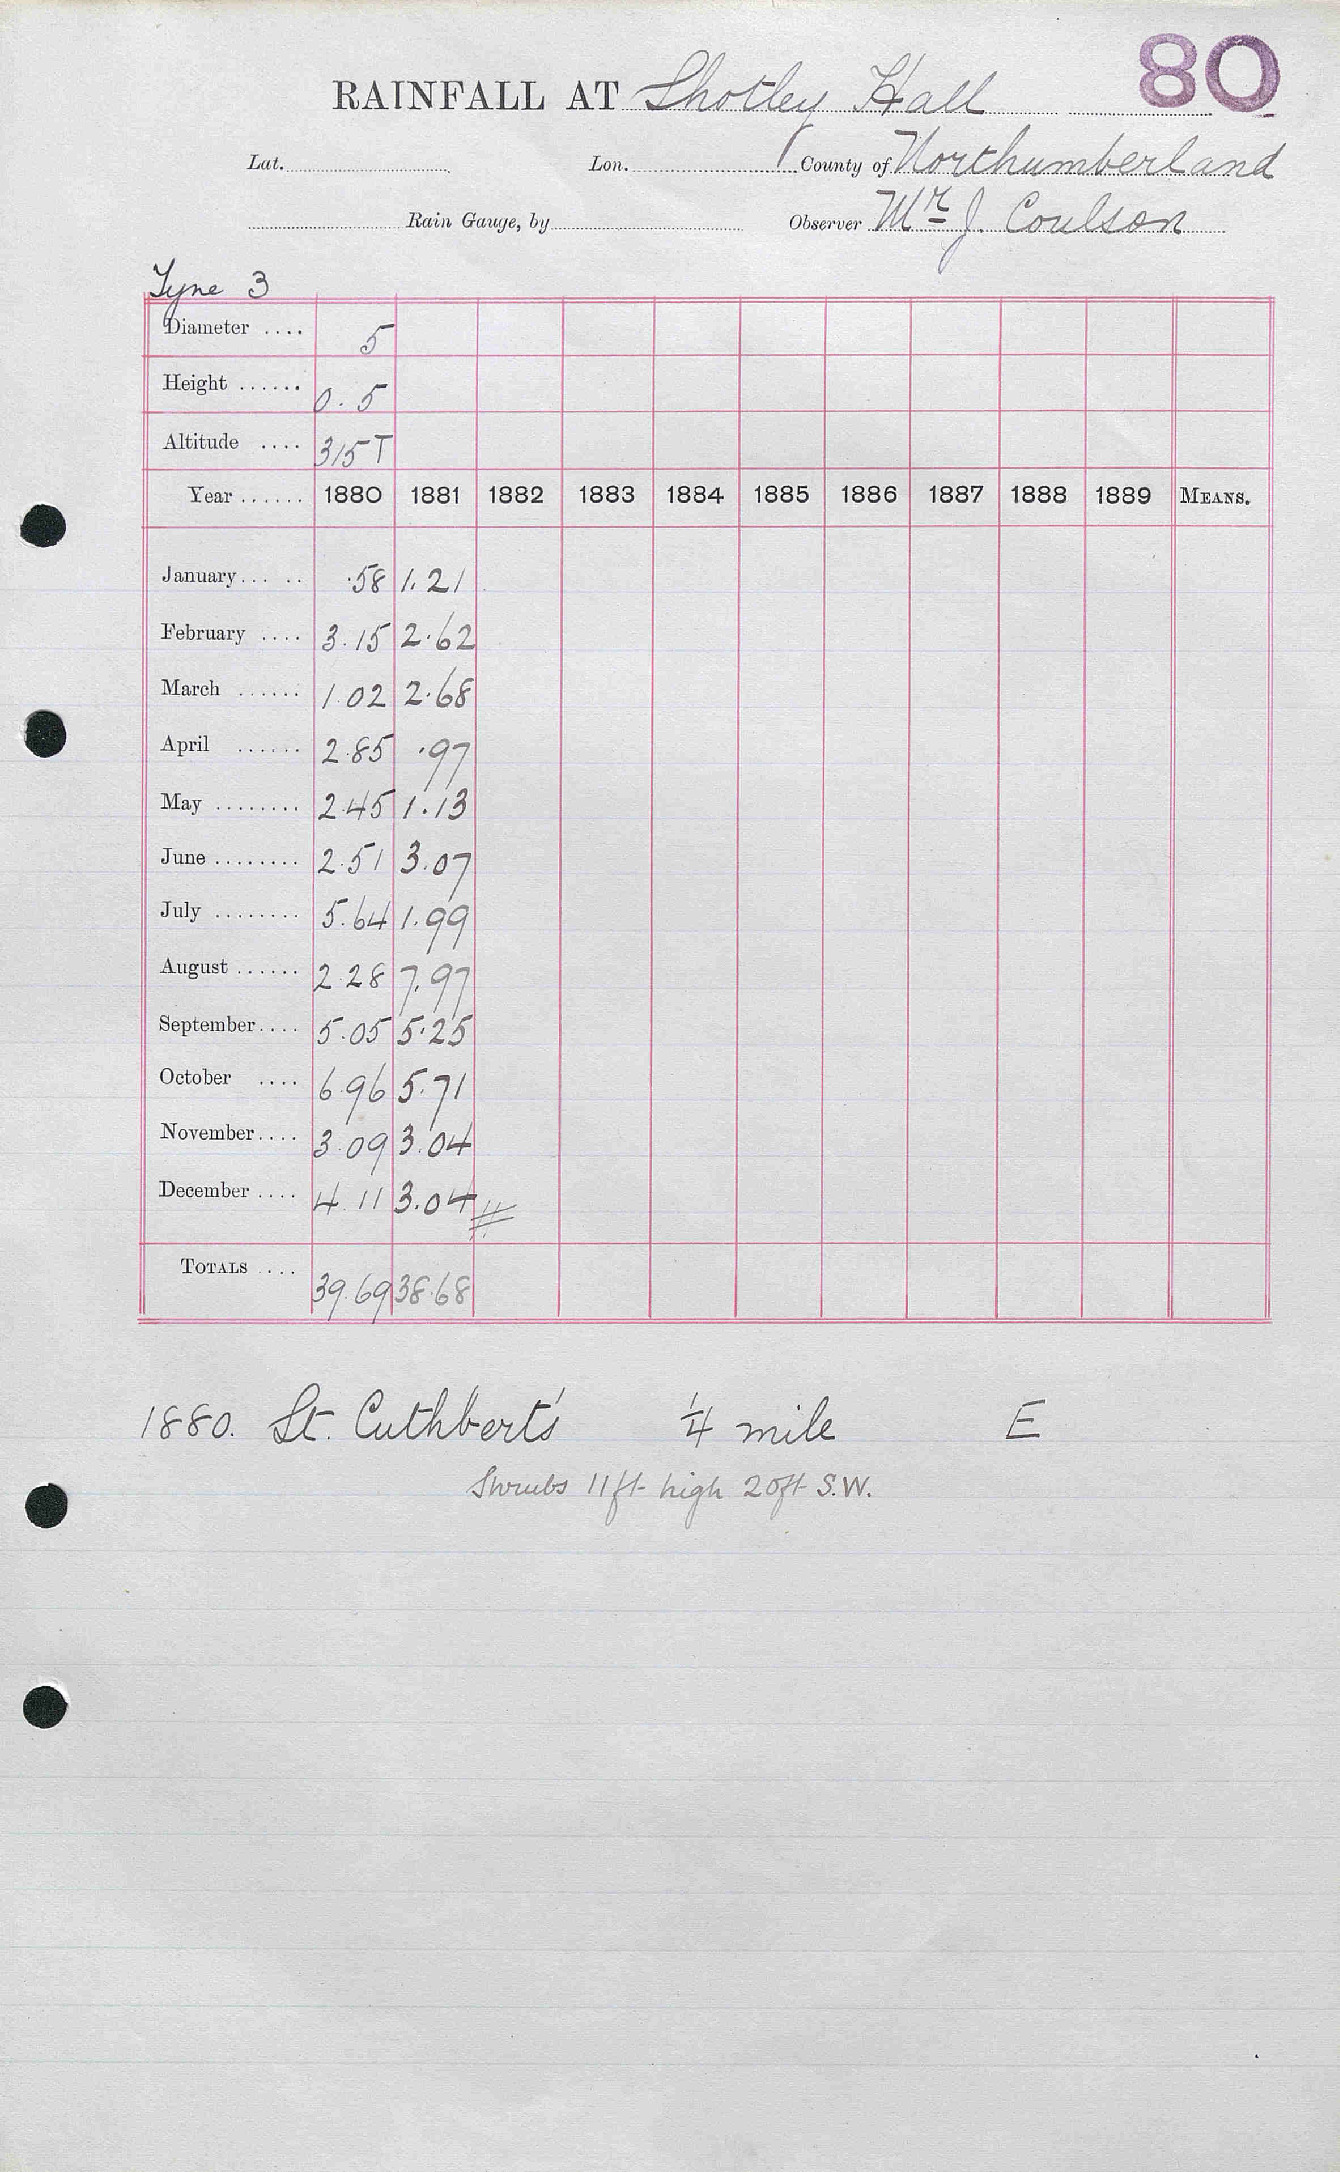 80
RAINFALL AT Shotley Hall
Lat. Lon. County of Northumberland
Rain Gauge, by Observer Mr J. Coulson
Tyne 3
Diameter .... 5
Height ...... 0.5
Altitude .... 315 T
Year ...... 1880 1881 1882 1883 1884 1885 1886 1887 1888 1889 MEANS.
January... .. .58 1.21
February .... 3.15 2.62
March ...... 1.02 2.68
April ...... 2.85 .97
May ........ 2.45 1.13
June ........ 2.51 3.07
July ........ 5.64 1.99
August ...... 2.28 7.97
September.... 5.05 5.25
October .... 6.96 5.71
November.... 3.09 3.04
December .... 4.11 3.04
TOTALS .... 39.69 38.68
1880. St. Cuthbert's 1/4 mile E
Shrubs 11ft high 20ft S.W.